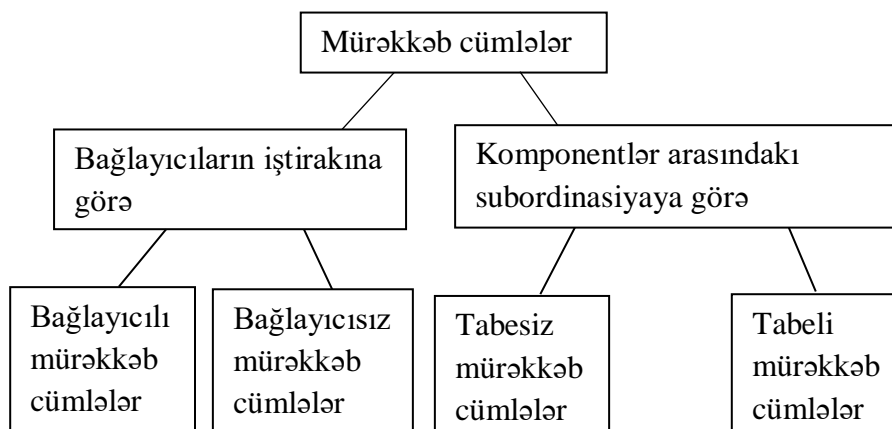 Mürəkkəb cümlələr
Bağlayıcıların iştirakına
görə
Komponentlər arasındakı
subordinasiyaya görə
Bağlayıcılı
mürəkkəb
cümlələr
Bağlayıcısız
mürəkkəb
cümlələr
Tabesiz
mürəkkəb
cümlələr
Tabeli
mürəkkəb
cümlələr